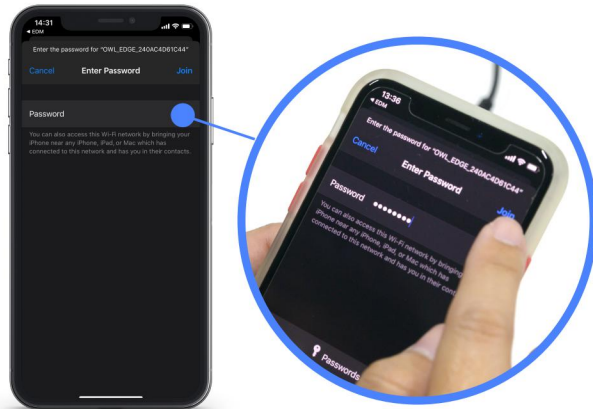 14:31
◀ EDM
Enter the password for "OWL_EDGE_240AC4D61C44"
Cancel Enter Password Join
Password
You can also access this Wi-Fi network by bringing your
iPhone near any iPhone, iPad, or Mac which has
connected to this network and has you in their contacts.
13:36
◀ EDM
Enter the password for "OWL_EDGE_240AC4D61C44"
Cancel Enter Password Join
Password ••••••••
You can also access this Wi-Fi network by bringing
iPhone near any iPhone, iPad, or Mac which has
connected to this network and has you in their
Passwords